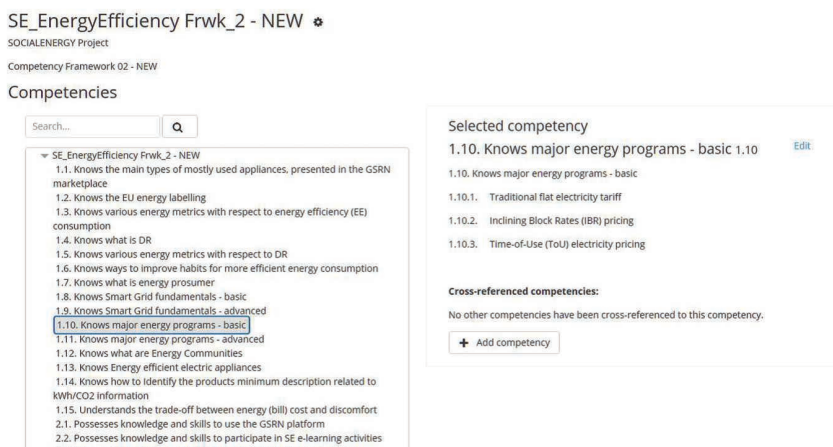 SE_EnergyEfficiency Frwk_2 - NEW
SOCIALENERGY Project
Competency Framework 02 - NEW
Competencies
Search...
SE_EnergyEfficiency Frwk_2 - NEW
1.1. Knows the main types of mostly used appliances, presented in the GSRN
marketplace
1.2. Knows the EU energy labelling
1.3. Knows various energy metrics with respect to energy efficiency (EE)
consumption
1.4. Knows what is DR
1.5. Knows various energy metrics with respect to DR
1.6. Knows ways to improve habits for more efficient energy consumption
1.7. Knows what is energy prosumer
1.8. Knows Smart Grid fundamentals - basic
1.9. Knows Smart Grid fundamentals - advanced
1.10. Knows major energy programs - basic
1.11. Knows major energy programs - advanced
1.12. Knows what are Energy Communities
1.13. Knows Energy efficient electric appliances
1.14. Knows how to Identify the products minimum description related to
kWh/CO2 information
1.15. Understands the trade-off between energy (bill) cost and discomfort
2.1. Possesses knowledge and skills to use the GSRN platform
2.2. Possesses knowledge and skills to participate in SE e-learning activities
Selected competency
1.10. Knows major energy programs - basic 1.10 Edit
1.10. Knows major energy programs - basic
1.10.1. Traditional flat electricity tariff
1.10.2. Inclining Block Rates (IBR) pricing
1.10.3. Time-of-Use (ToU) electricity pricing
Cross-referenced competencies:
No other competencies have been cross-referenced to this competency.
Add competency